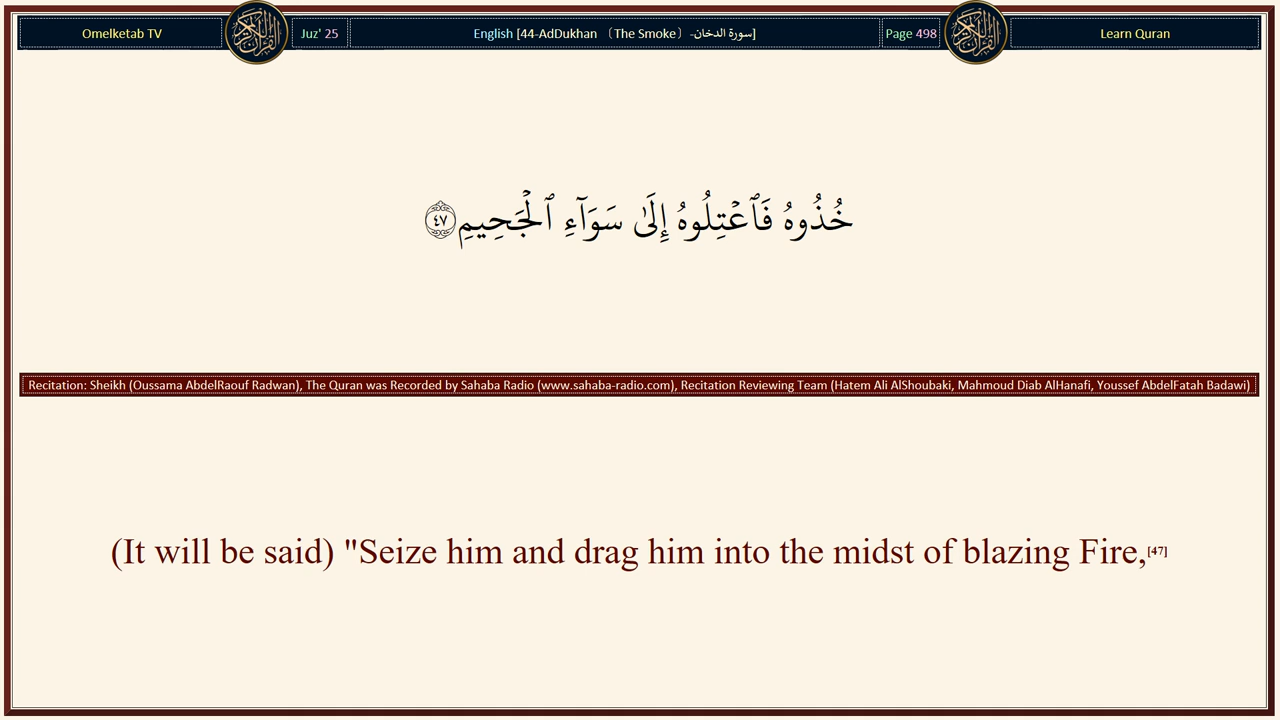 Omelketab TV
Juz' 25
English [44-AdDukhan （The Smoke） -سورة الدخان]
Page 498
Learn Quran
خُذُوهُ فَٱعْتِلُوهُ إِلَىٰ سَوَآءِ ٱلْجَحِيمِ ٤٧
Recitation: Sheikh (Oussama AbdelRaouf Radwan), The Quran was Recorded by Sahaba Radio (www.sahaba-radio.com), Recitation Reviewing Team (Hatem Ali AlShoubaki, Mahmoud Diab AlHanafi, Youssef AbdelFatah Badawi)
(It will be said) "Seize him and drag him into the midst of blazing Fire,[47]